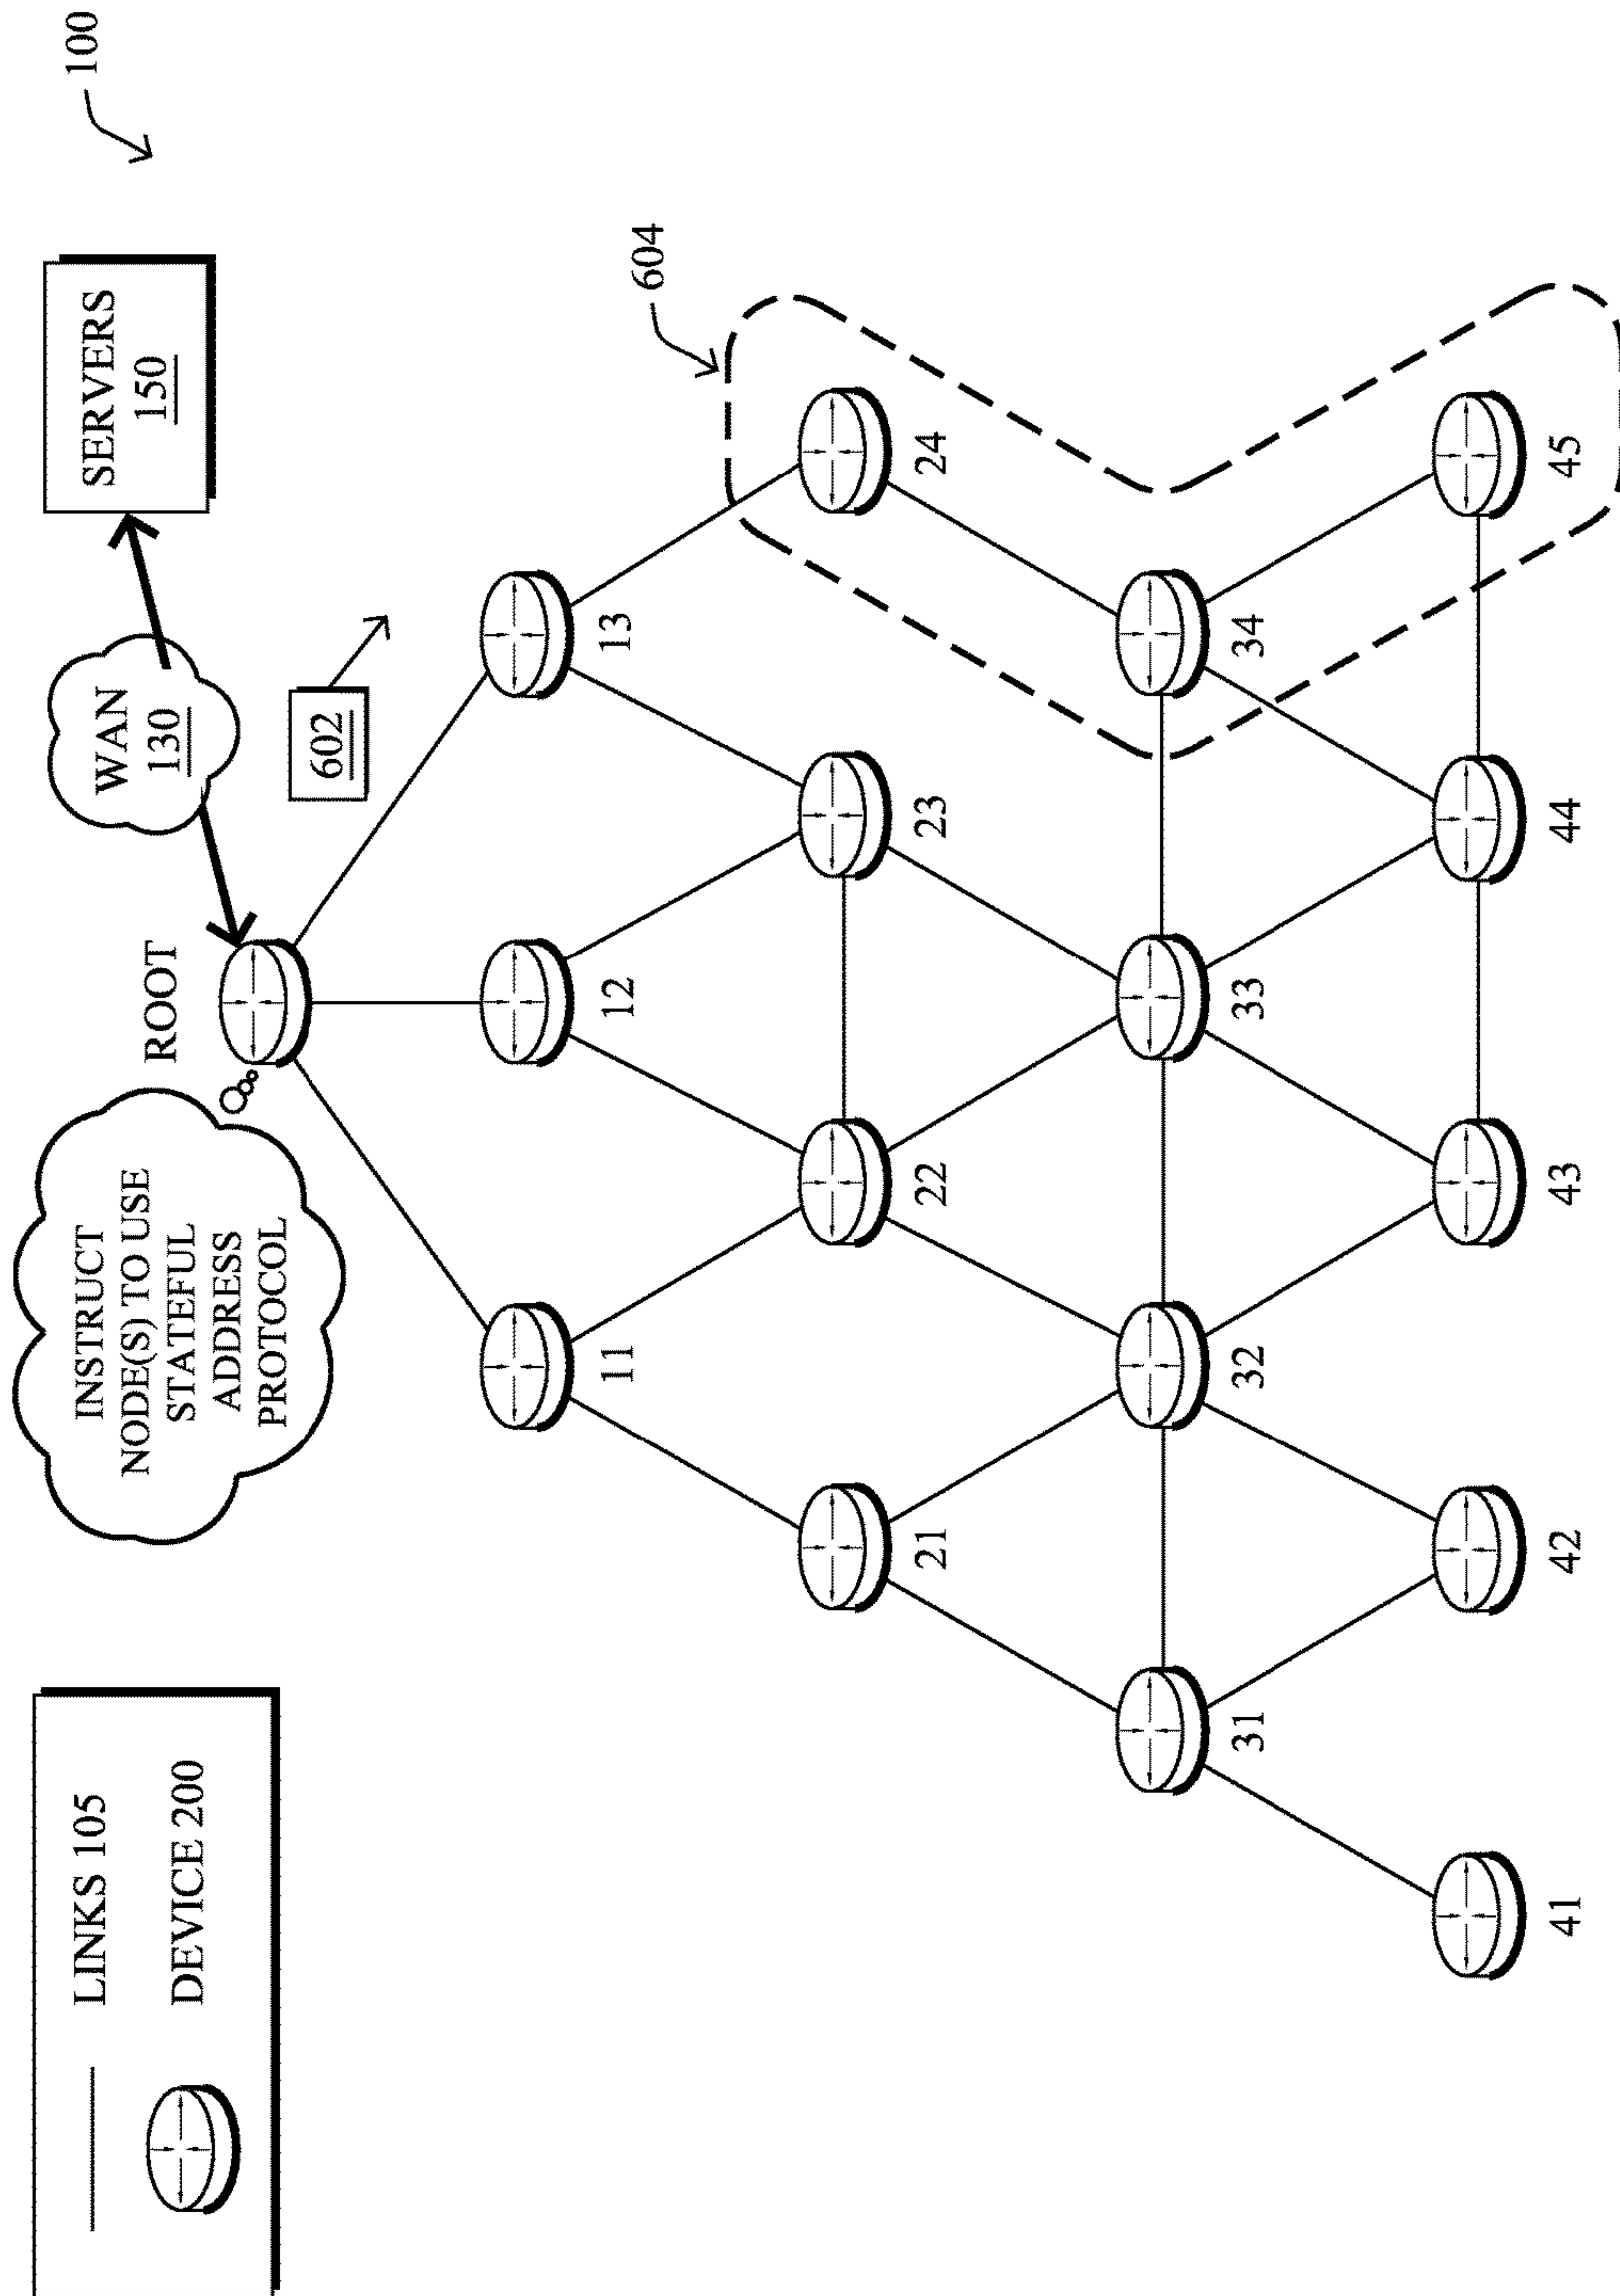 LINKS 105
DEVICE 200
INSTRUCT
NODE(S) TO USE
STATEFUL
ADDRESS
PROTOCOL
ROOT
WAN
130
SERVERS
150
100
602
11
12
13
604
21
22
23
24
31
32
33
34
41
42
43
44
45